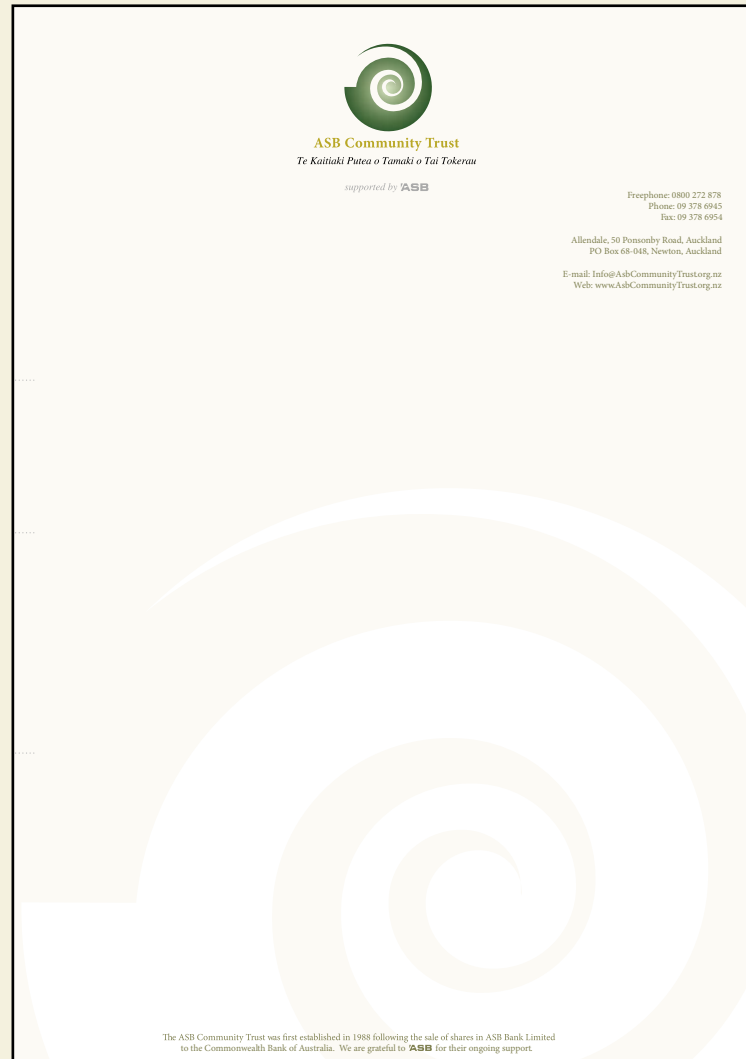 ASB Community Trust
Te Kaitiaki Putea o Tamaki o Tai Tokerau
supported by ASB
Freephone: 0800 272 878
Phone: 09 378 6945
Fax: 09 378 6954
Allendale, 50 Ponsonby Road, Auckland
PO Box 68-048, Newton, Auckland
E-mail: Info@AsbCommunityTrust.org.nz
Web: www.AsbCommunityTrust.org.nz
The ASB Community Trust was first established in 1988 following the sale of shares in ASB Bank Limited
to the Commonwealth Bank of Australia. We are grateful to ASB for their ongoing support.